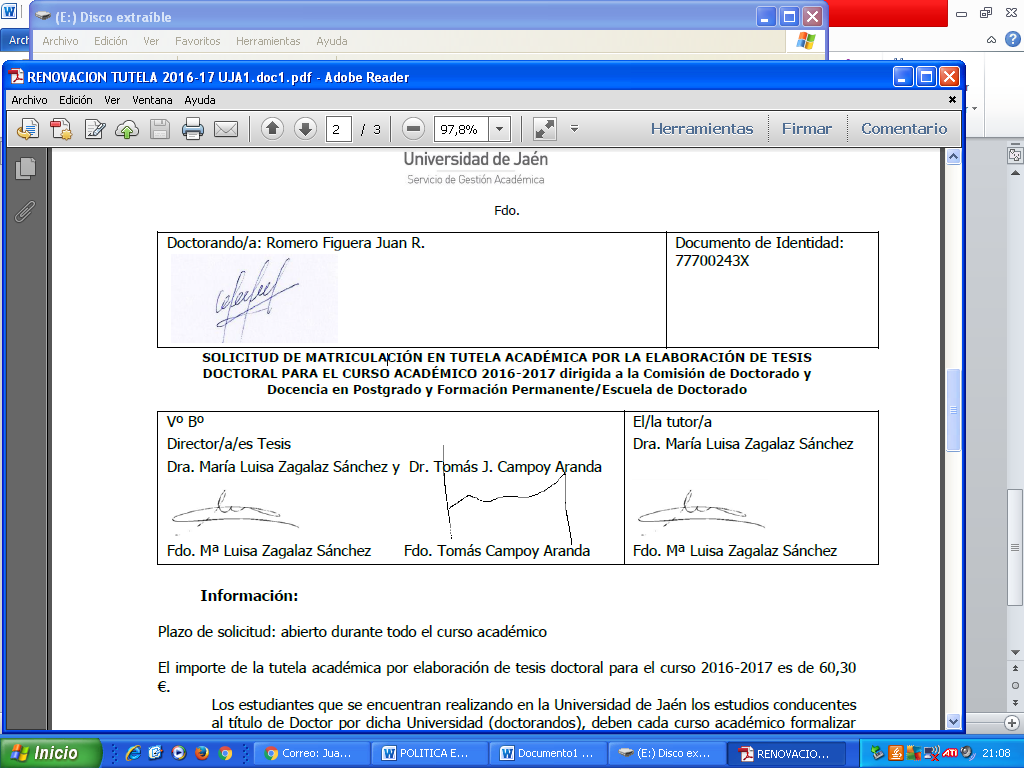 (E:) Disco extraíble
Arch
Archivo Edición Ver Favoritos Herramientas Ayuda
RENOVACION TUTELA 2016-17 UJA1.doc1.pdf - Adobe Reader
Archivo Edición Ver Ventana Ayuda
2 / 3 97,8% Herramientas Firmar Comentario
Universidad de Jaén
Servicio de Gestión Académica
Fdo.
Doctorando/a: Romero Figuera Juan R.
Documento de Identidad:
77700243X
SOLICITUD DE MATRICULACIÓN EN TUTELA ACADÉMICA POR LA ELABORACIÓN DE TESIS
DOCTORAL PARA EL CURSO ACADÉMICO 2016-2017 dirigida a la Comisión de Doctorado y
Docencia en Postgrado y Formación Permanente/Escuela de Doctorado
Vº Bº
Director/a/es Tesis
Dra. María Luisa Zagalaz Sánchez y Dr. Tomás J. Campoy Aranda
Fdo. Mª Luisa Zagalaz Sánchez Fdo. Tomás Campoy Aranda
El/la tutor/a
Dra. María Luisa Zagalaz Sánchez
Fdo. Mª Luisa Zagalaz Sánchez
Información:
Plazo de solicitud: abierto durante todo el curso académico
El importe de la tutela académica por elaboración de tesis doctoral para el curso 2016-2017 es de 60,30
€.
Los estudiantes que se encuentran realizando en la Universidad de Jaén los estudios conducentes
al título de Doctor por dicha Universidad (doctorandos), deben cada curso académico formalizar
Inicio Correo: Jua... POLITICA E... Documento1 ... (E:) Disco ex... RENOVACIO... ATI 21:08